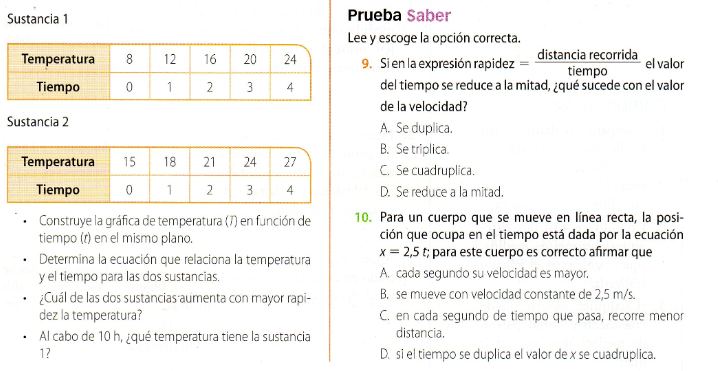 Sustancia 1
Temperatura 8 12 16 20 24
Tiempo 0 1 2 3 4
Sustancia 2
Temperatura 15 18 21 24 27
Tiempo 0 1 2 3 4
• Construye la gráfica de temperatura (T) en función de
tiempo (t) en el mismo plano.
• Determina la ecuación que relaciona la temperatura
y el tiempo para las dos sustancias.
• ¿Cuál de las dos sustancias aumenta con mayor rapi-
dez la temperatura?
• Al cabo de 10 h, ¿qué temperatura tiene la sustancia
1?
Prueba Saber
Lee y escoge la opción correcta.
9. Si en la expresión rapidez = distancia recorrida / tiempo el valor
del tiempo se reduce a la mitad, ¿qué sucede con el valor
de la velocidad?
A. Se duplica.
B. Se triplica.
C. Se cuadruplica.
D. Se reduce a la mitad.
10. Para un cuerpo que se mueve en línea recta, la posi-
ción que ocupa en el tiempo está dada por la ecuación
x = 2,5 t; para este cuerpo es correcto afirmar que
A. cada segundo su velocidad es mayor.
B. se mueve con velocidad constante de 2,5 m/s.
C. en cada segundo de tiempo que pasa, recorre menor
distancia.
D. si el tiempo se duplica el valor de x se cuadruplica.